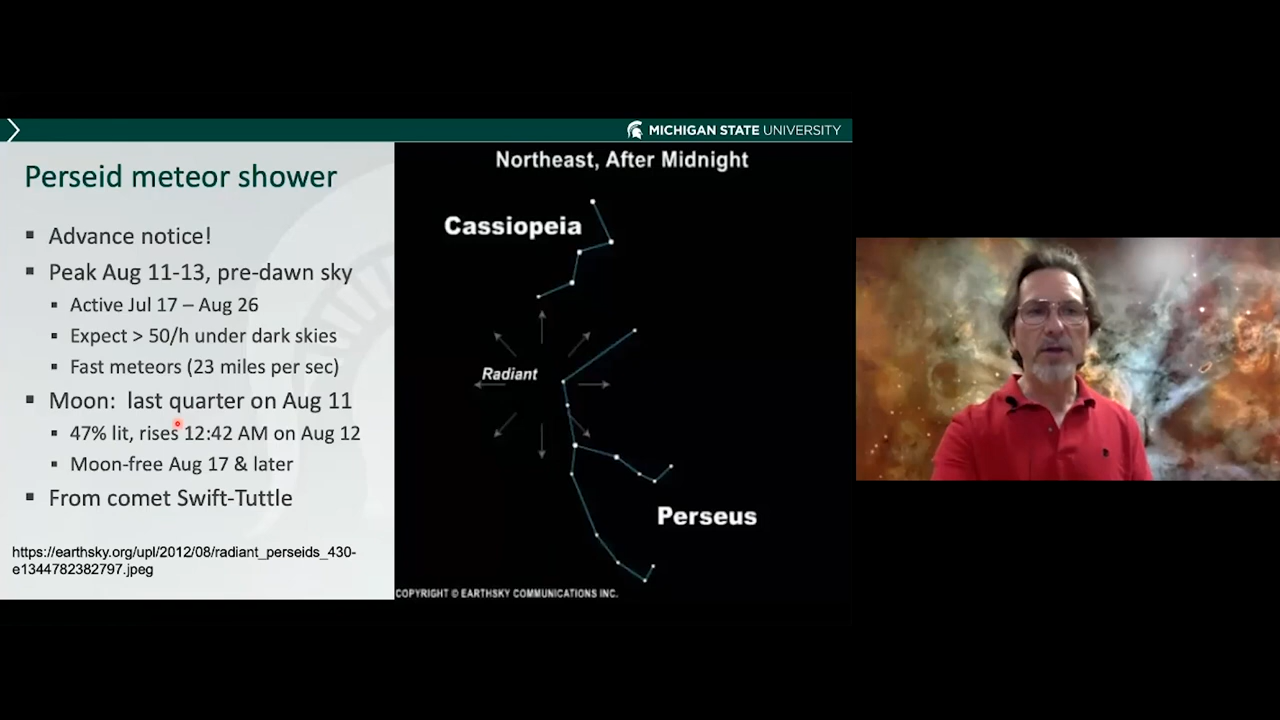 MICHIGAN STATE UNIVERSITY
Perseid meteor shower
Advance notice!
Peak Aug 11-13, pre-dawn sky
Active Jul 17 – Aug 26
Expect > 50/h under dark skies
Fast meteors (23 miles per sec)
Moon: last quarter on Aug 11
47% lit, rises 12:42 AM on Aug 12
Moon-free Aug 17 & later
From comet Swift-Tuttle
https://earthsky.org/upl/2012/08/radiant_perseids_430-
e1344782382797.jpeg
Northeast, After Midnight
Cassiopeia
Radiant
Perseus
COPYRIGHT © EARTHSKY COMMUNICATIONS INC.